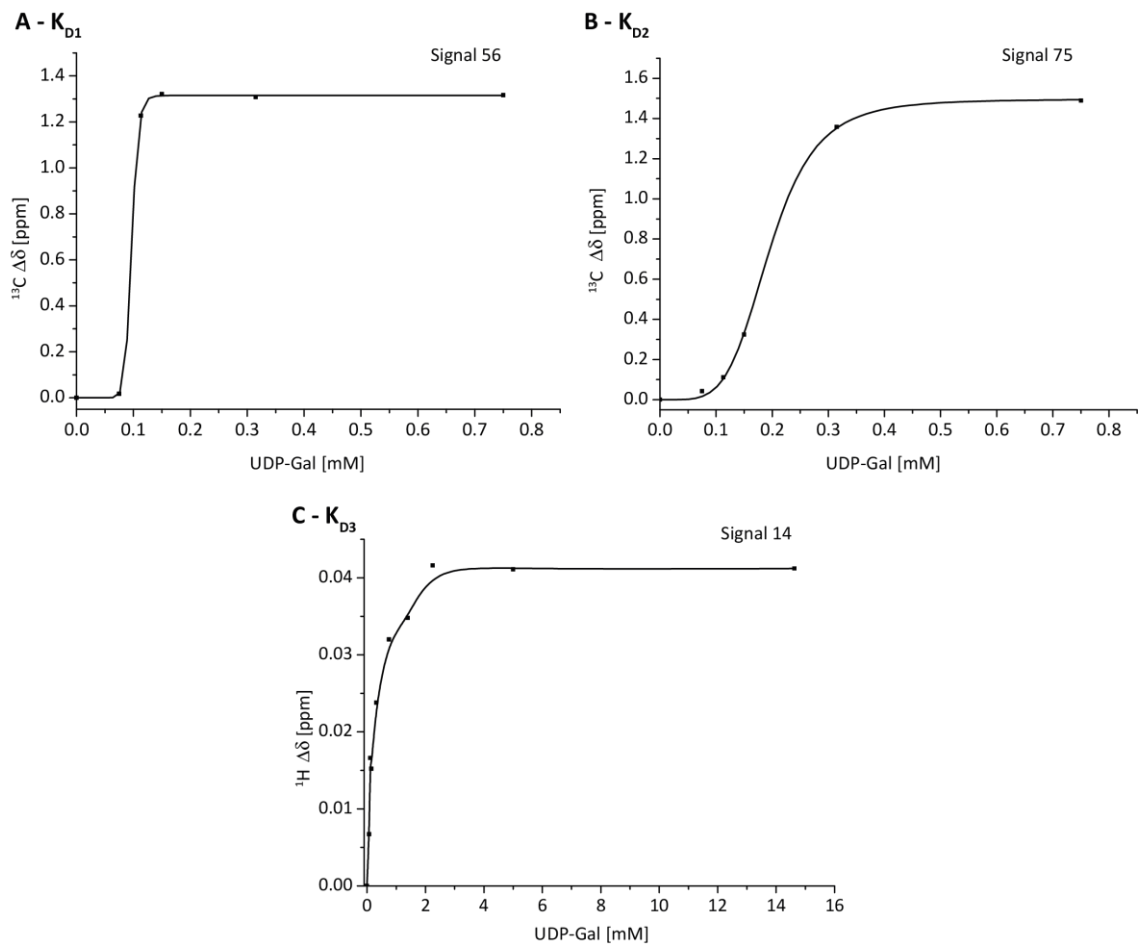 A - K_D1
Signal 56
1.4
1.2
1.0
0.8
0.6
0.4
0.2
0.0
¹³C Δδ [ppm]
0.0 0.1 0.2 0.3 0.4 0.5 0.6 0.7 0.8
UDP-Gal [mM]
B - K_D2
Signal 75
1.6
1.4
1.2
1.0
0.8
0.6
0.4
0.2
0.0
¹³C Δδ [ppm]
0.0 0.1 0.2 0.3 0.4 0.5 0.6 0.7 0.8
UDP-Gal [mM]
C - K_D3
Signal 14
0.04
0.03
0.02
0.01
0.00
¹H Δδ [ppm]
0 2 4 6 8 10 12 14 16
UDP-Gal [mM]